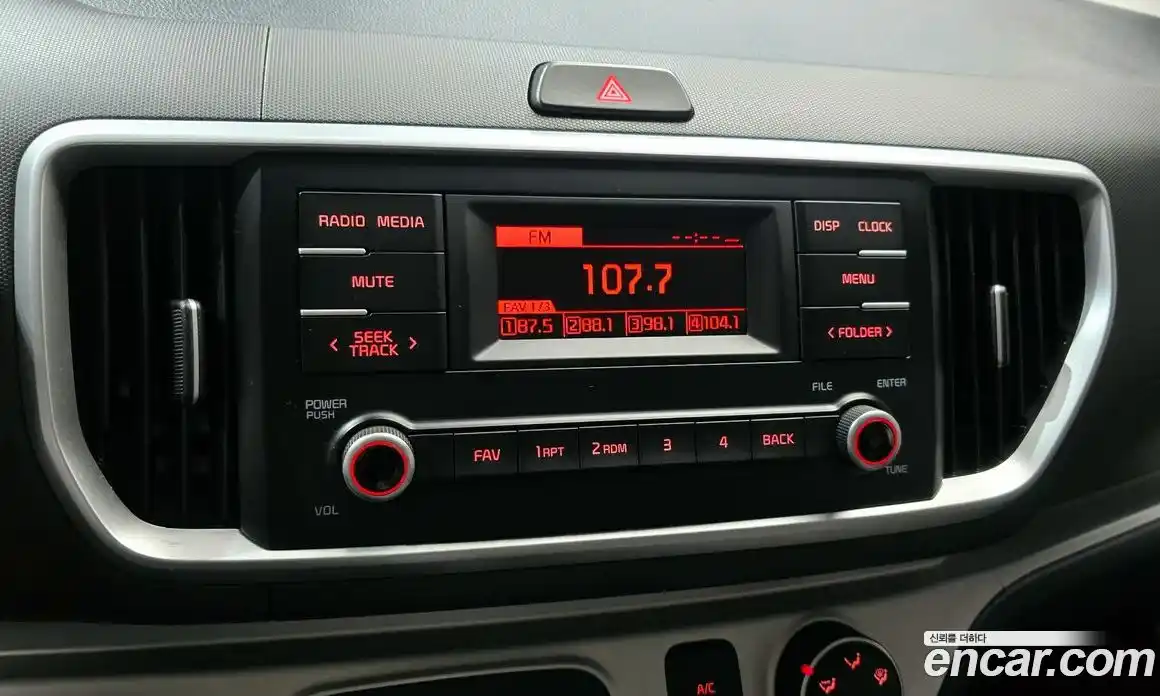 RADIO MEDIA
MUTE
< SEEK TRACK >
FM --:--
107.7
FAV 1/3
1 87.5 2 88.1 3 98.1 4 104.1
DISP CLOCK
MENU
< FOLDER >
POWER
PUSH
VOL
FAV 1 RPT 2 RDM 3 4 BACK
FILE
ENTER
TUNE
A/C
신뢰를 더하다
encar.com